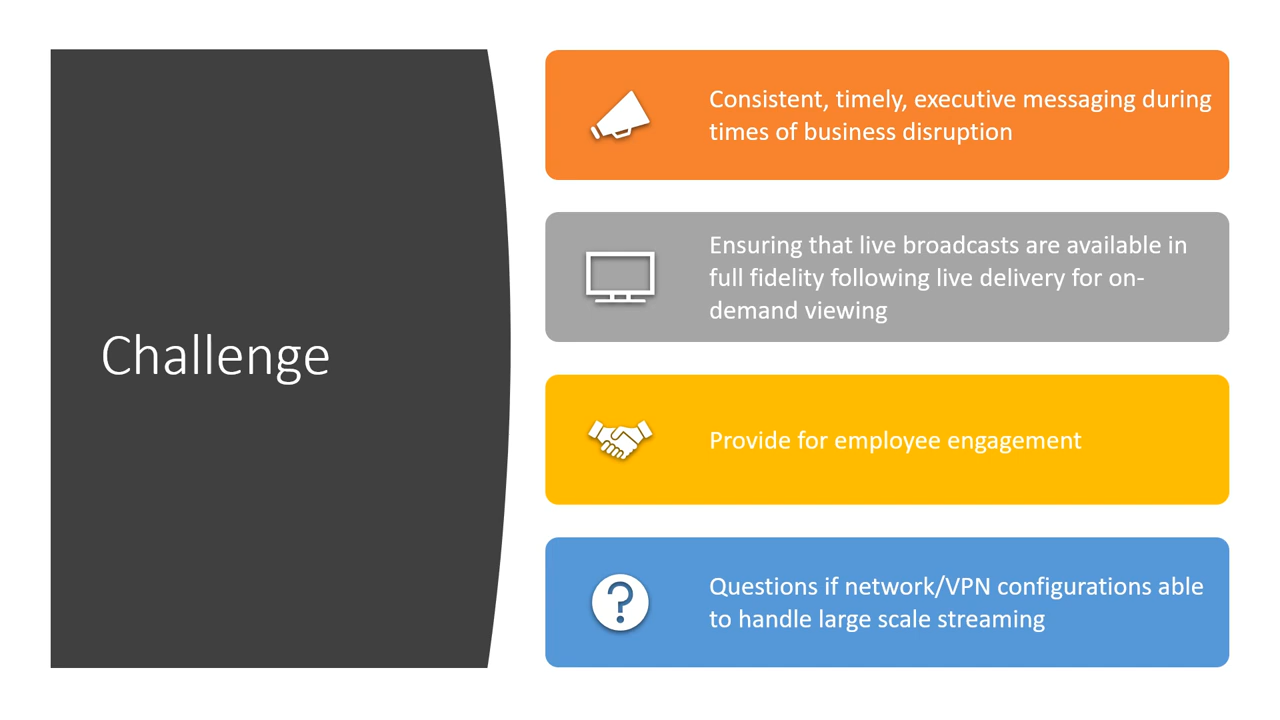 Challenge
Consistent, timely, executive messaging during
times of business disruption
Ensuring that live broadcasts are available in
full fidelity following live delivery for on-
demand viewing
Provide for employee engagement
Questions if network/VPN configurations able
to handle large scale streaming